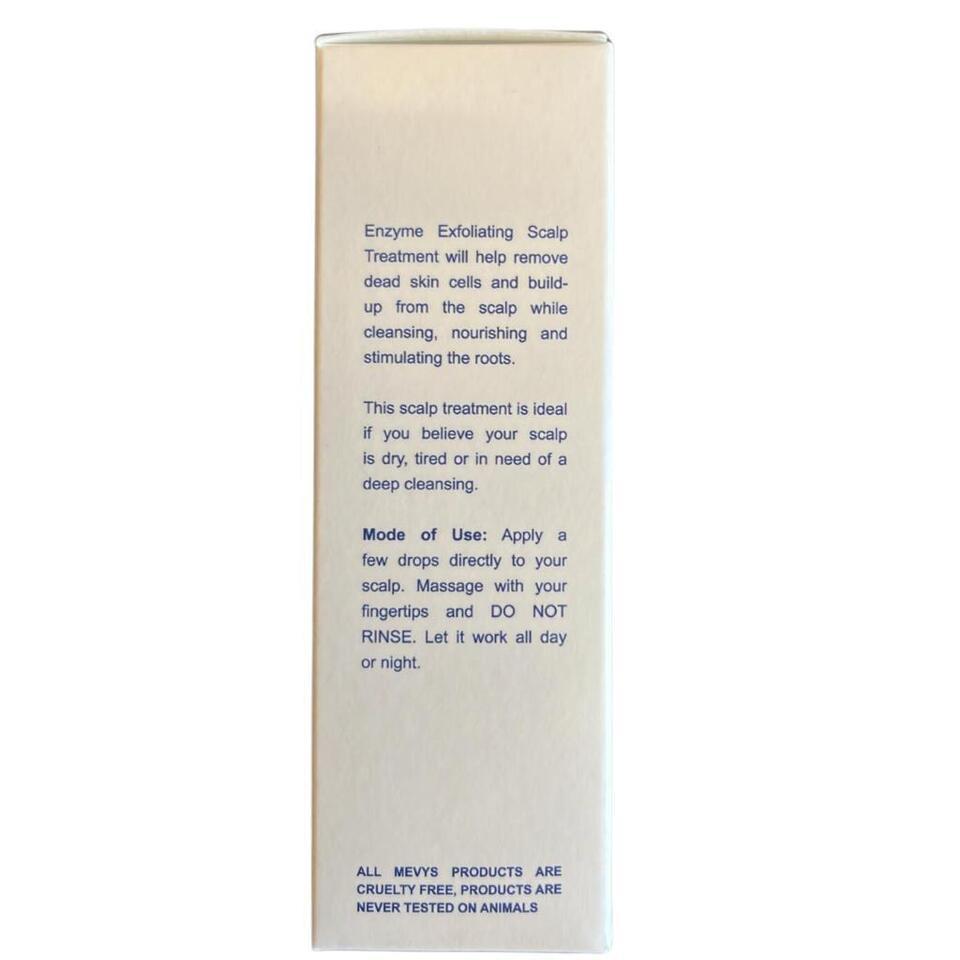 Enzyme Exfoliating Scalp
Treatment will help remove
dead skin cells and build-
up from the scalp while
cleansing, nourishing and
stimulating the roots.
This scalp treatment is ideal
if you believe your scalp
is dry, tired or in need of a
deep cleansing.
Mode of Use: Apply a
few drops directly to your
scalp. Massage with your
fingertips and DO NOT
RINSE. Let it work all day
or night.
ALL MEVYS PRODUCTS ARE
CRUELTY FREE, PRODUCTS ARE
NEVER TESTED ON ANIMALS